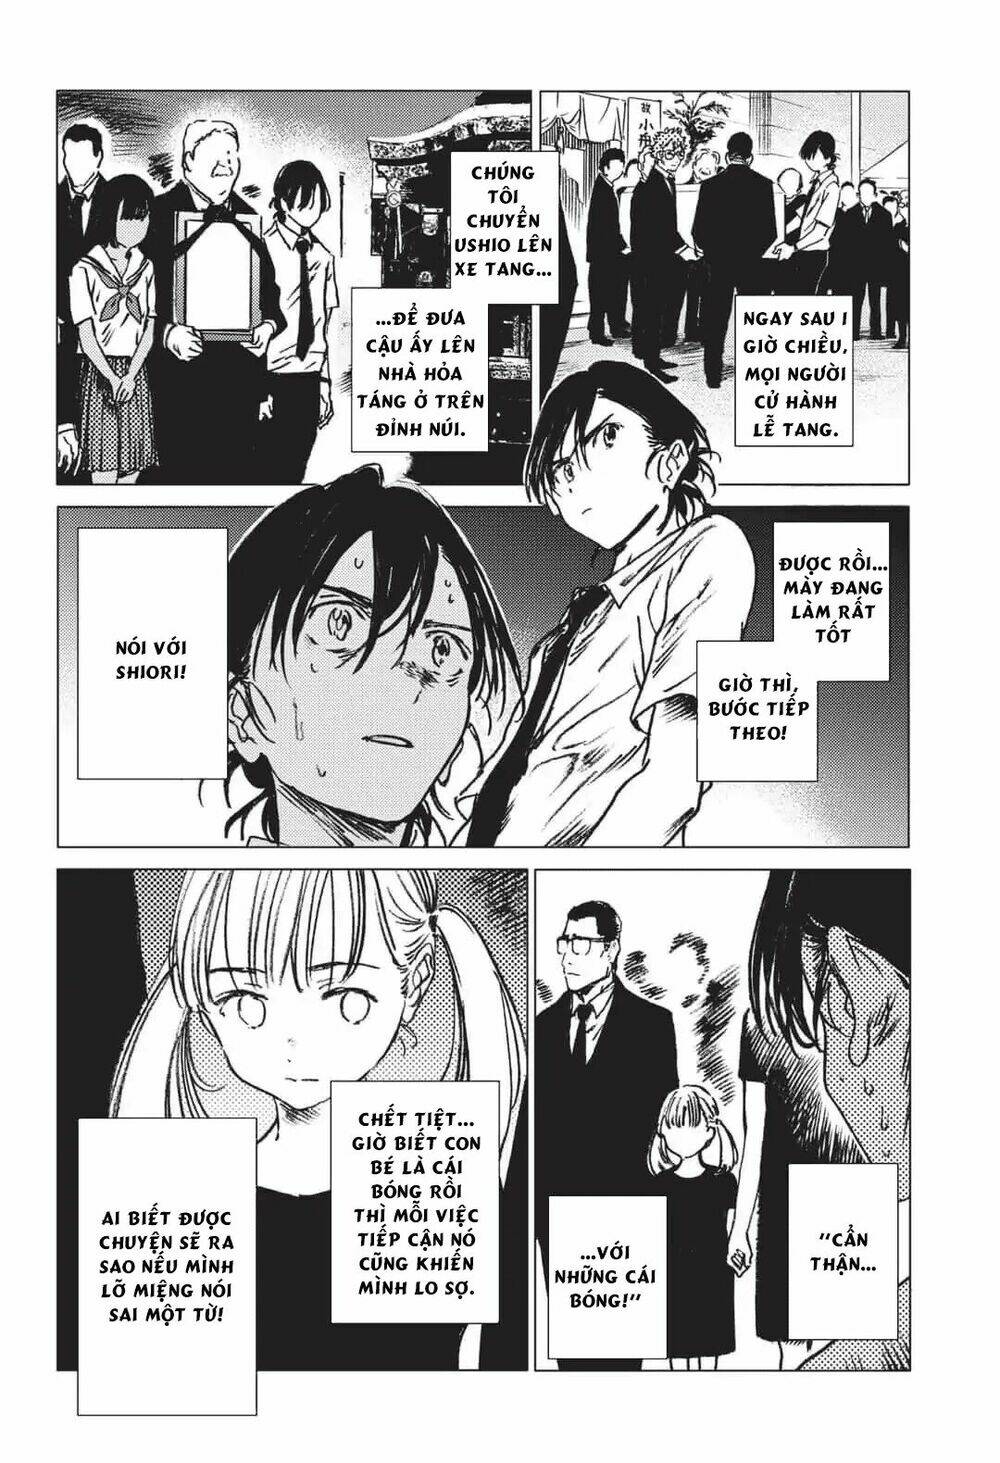 故
小
舟
NGAY SAU 1
GIỜ CHIỀU,
MỌI NGƯỜI
CỬ HÀNH
LỄ TANG.
CHÚNG
TÔI
CHUYỂN
USHIO LÊN
XE TANG...
...ĐỂ ĐƯA
CẬU ẤY LÊN
NHÀ HỎA
TÁNG Ở TRÊN
ĐỈNH NÚI.
ĐƯỢC RỒI...
MÀY ĐANG
LÀM RẤT
TỐT
GIỜ THÌ,
BƯỚC TIẾP
THEO!
NÓI VỚI
SHIORI!
"CẨN
THẬN...
...VỚI
NHỮNG CÁI
BÓNG!"
CHẾT TIỆT...
GIỜ BIẾT CON
BÉ LÀ CÁI
BÓNG RỒI
THÌ MỖI VIỆC
TIẾP CẬN NÓ
CŨNG KHIẾN
MÌNH LO SỢ.
AI BIẾT ĐƯỢC
CHUYỆN SẼ RA
SAO NẾU MÌNH
LỠ MIỆNG NÓI
SAI MỘT TỪ!